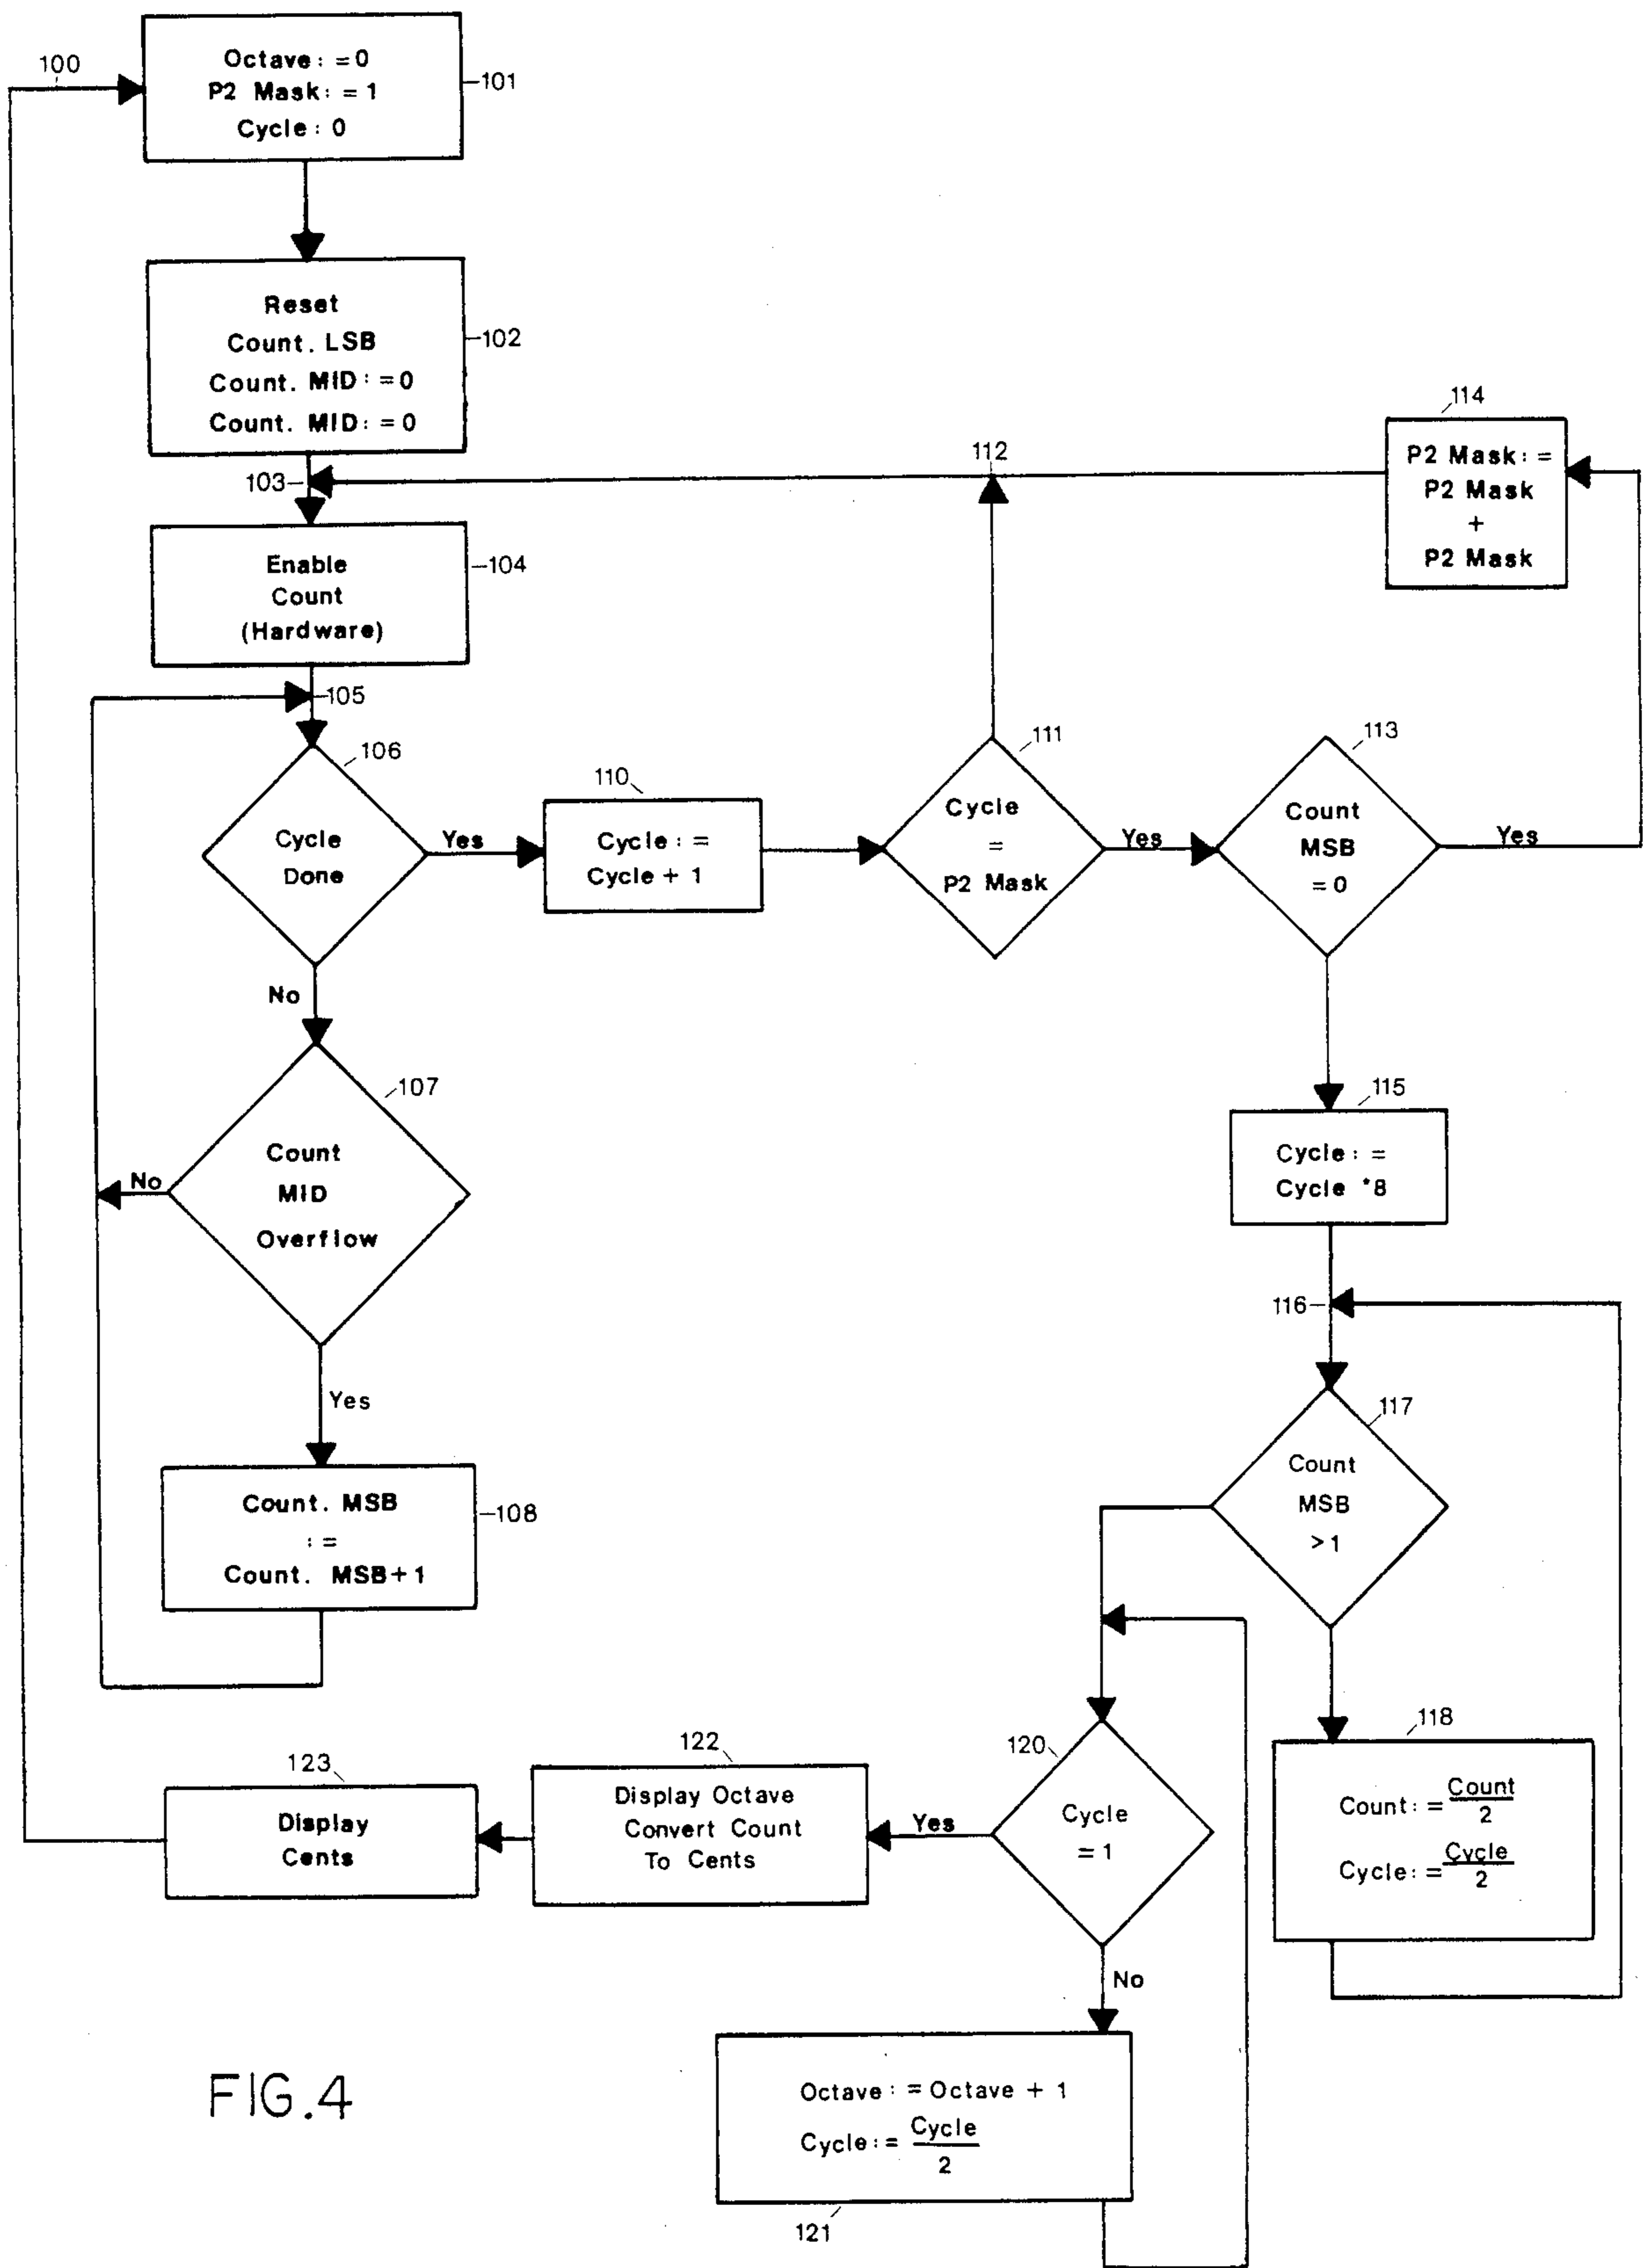 100
Octave : = 0
P2 Mask : = 1
Cycle : 0
101
Reset
Count. LSB
Count. MID : = 0
Count. MID : = 0
102
103
112
114
P2 Mask : =
P2 Mask
+
P2 Mask
Enable
Count
(Hardware)
104
105
106
Cycle
Done
Yes
No
110
Cycle : =
Cycle + 1
111
Cycle
=
P2 Mask
Yes
113
Count
MSB
= 0
Yes
107
Count
MID
Overflow
No
Yes
115
Cycle : =
Cycle *8
116
117
Count
MSB
> 1
Count. MSB
: =
Count. MSB+1
108
118
Count : = Count
2
Cycle : = Cycle
2
120
Cycle
= 1
Yes
No
122
Display Octave
Convert Count
To Cents
123
Display
Cents
Octave : = Octave + 1
Cycle : = Cycle
2
121
FIG.4